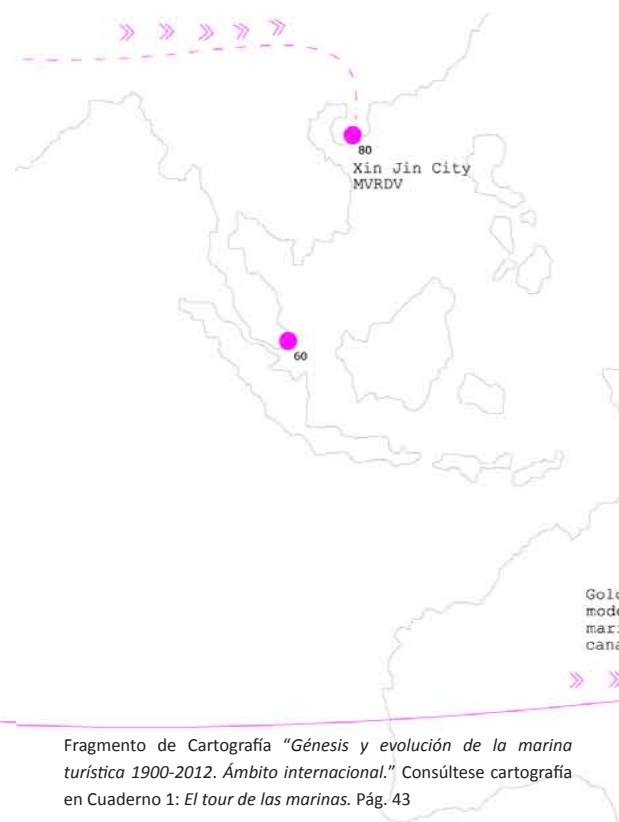 80
Xin Jin City
MVRDV
60
Fragmento de Cartografía “Génesis y evolución de la marina
turística 1900-2012. Ámbito internacional.” Consúltese cartografía
en Cuaderno 1: El tour de las marinas. Pág. 43